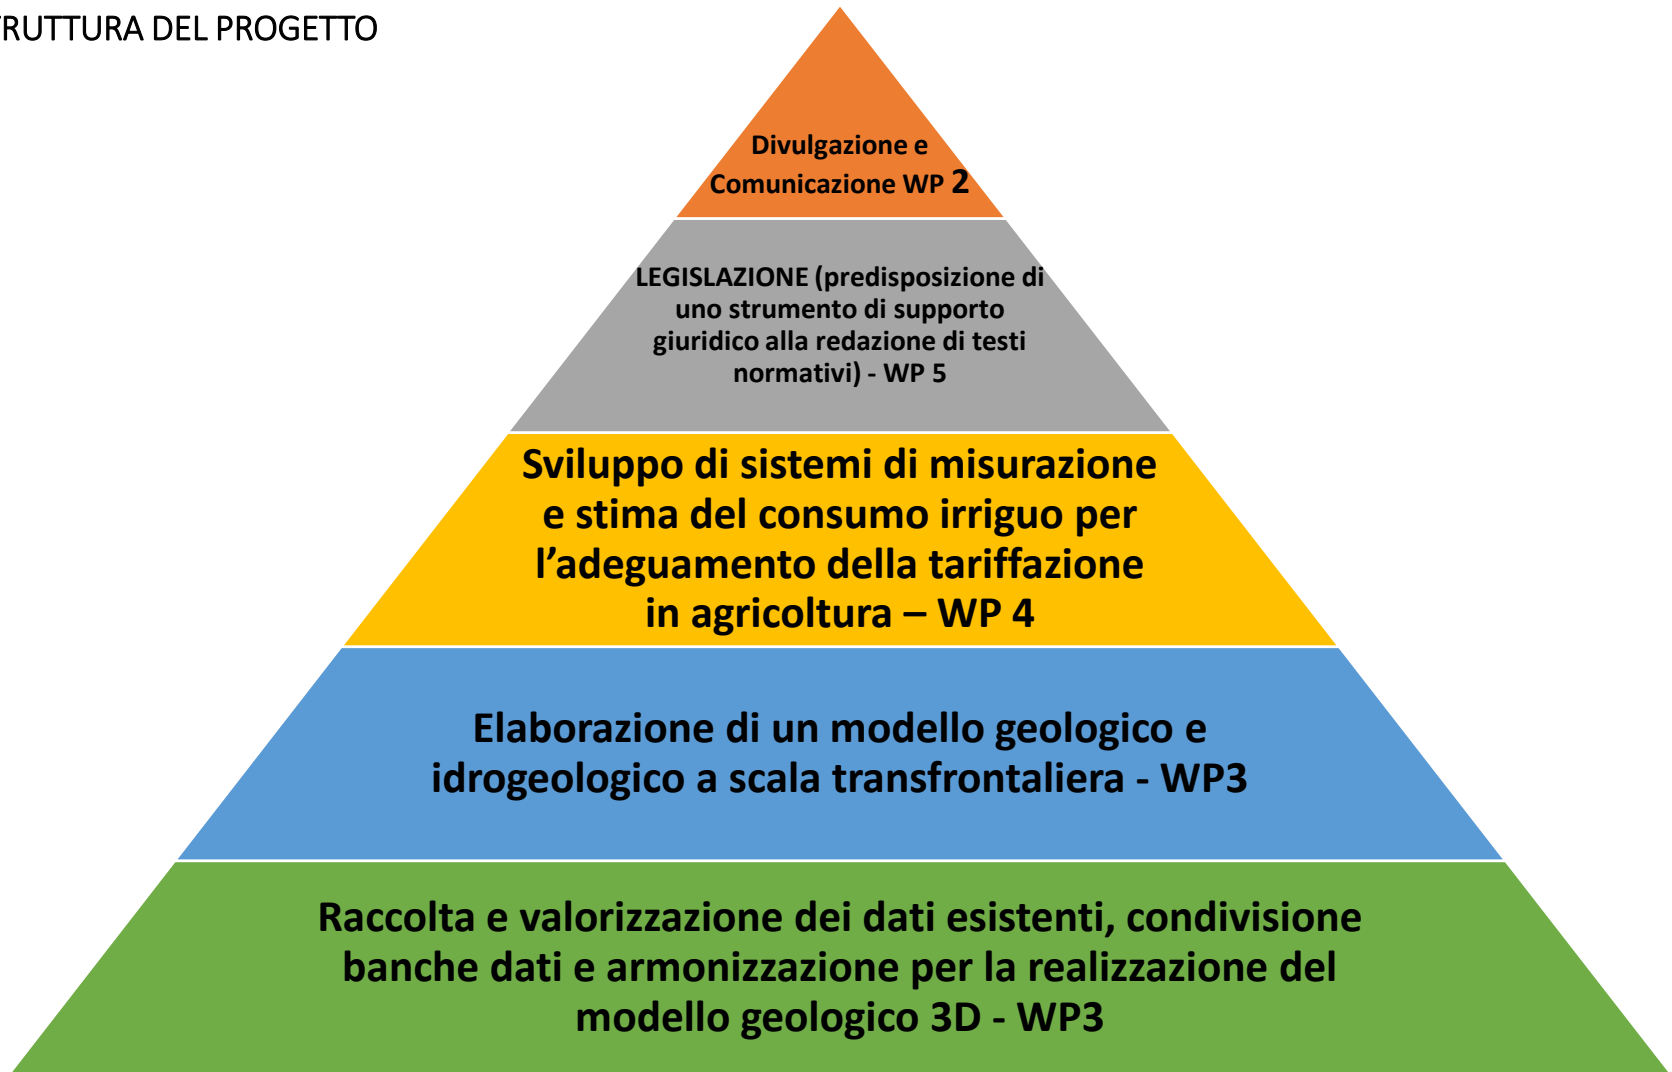 RUTTURA DEL PROGETTO
Divulgazione e
Comunicazione WP 2
LEGISLAZIONE (predisposizione di
uno strumento di supporto
giuridico alla redazione di testi
normativi) - WP 5
Sviluppo di sistemi di misurazione
e stima del consumo irriguo per
l’adeguamento della tariffazione
in agricoltura – WP 4
Elaborazione di un modello geologico e
idrogeologico a scala transfrontaliera - WP3
Raccolta e valorizzazione dei dati esistenti, condivisione
banche dati e armonizzazione per la realizzazione del
modello geologico 3D - WP3